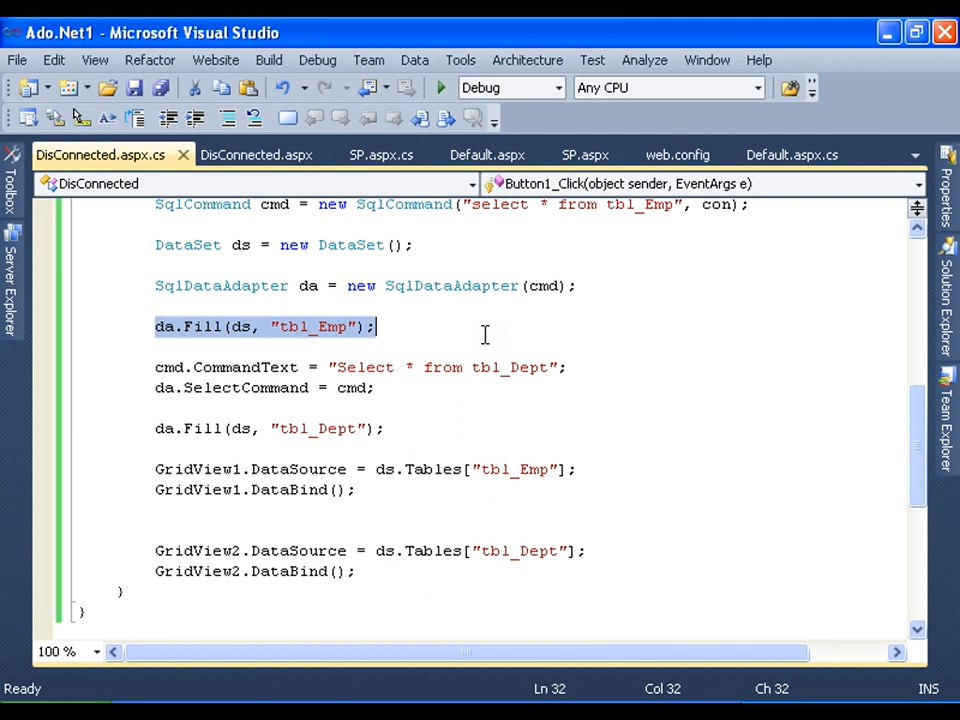 Ado.Net1 - Microsoft Visual Studio
File Edit View Refactor Website Build Debug Team Data Tools Architecture Test Analyze Window Help
Debug Any CPU
DisConnected.aspx.cs DisConnected.aspx SP.aspx.cs Default.aspx SP.aspx web.config Default.aspx.cs
DisConnected Button1_Click(object sender, EventArgs e)
Toolbox
Server Explorer
SqlCommand cmd = new SqlCommand("select * from tbl_Emp", con);
DataSet ds = new DataSet();
SqlDataAdapter da = new SqlDataAdapter(cmd);
da.Fill(ds, "tbl_Emp");
cmd.CommandText = "Select * from tbl_Dept";
da.SelectCommand = cmd;
da.Fill(ds, "tbl_Dept");
GridView1.DataSource = ds.Tables["tbl_Emp"];
GridView1.DataBind();
GridView2.DataSource = ds.Tables["tbl_Dept"];
GridView2.DataBind();
}
}
Properties
Solution Explorer
Team Explorer
100 %
Ready Ln 32 Col 32 Ch 32 INS